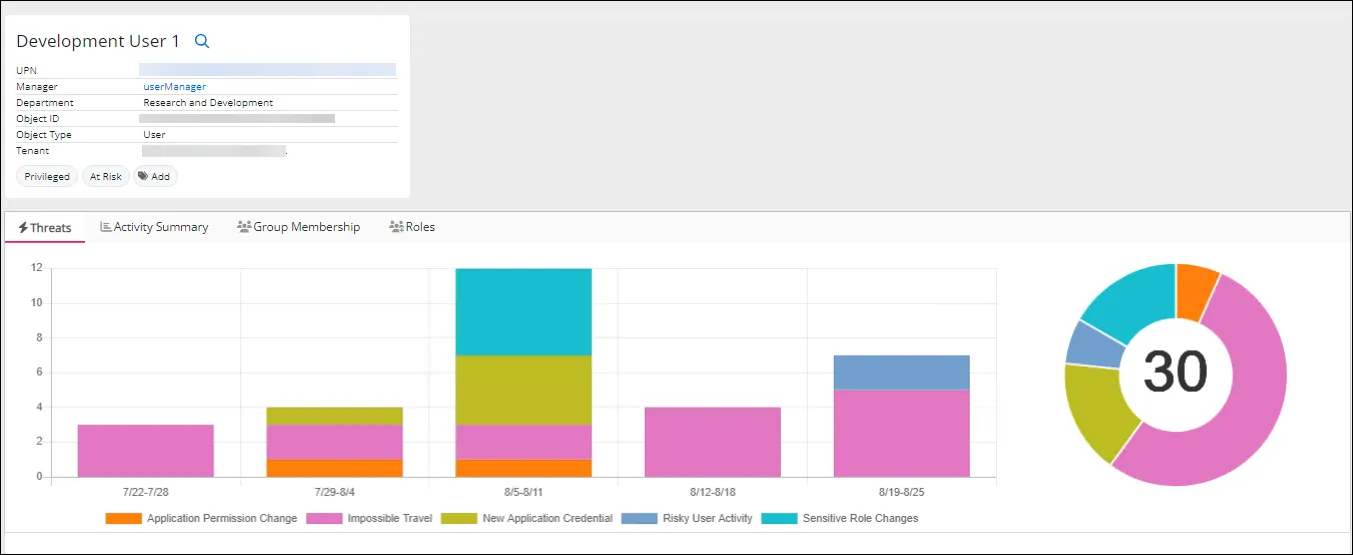 Development User 1
UPN
Manager userManager
Department Research and Development
Object ID
Object Type User
Tenant
Privileged At Risk Add
Threats Activity Summary Group Membership Roles
12
10
8
6
4
2
0
7/22-7/28 7/29-8/4 8/5-8/11 8/12-8/18 8/19-8/25
Application Permission Change Impossible Travel New Application Credential Risky User Activity Sensitive Role Changes
30